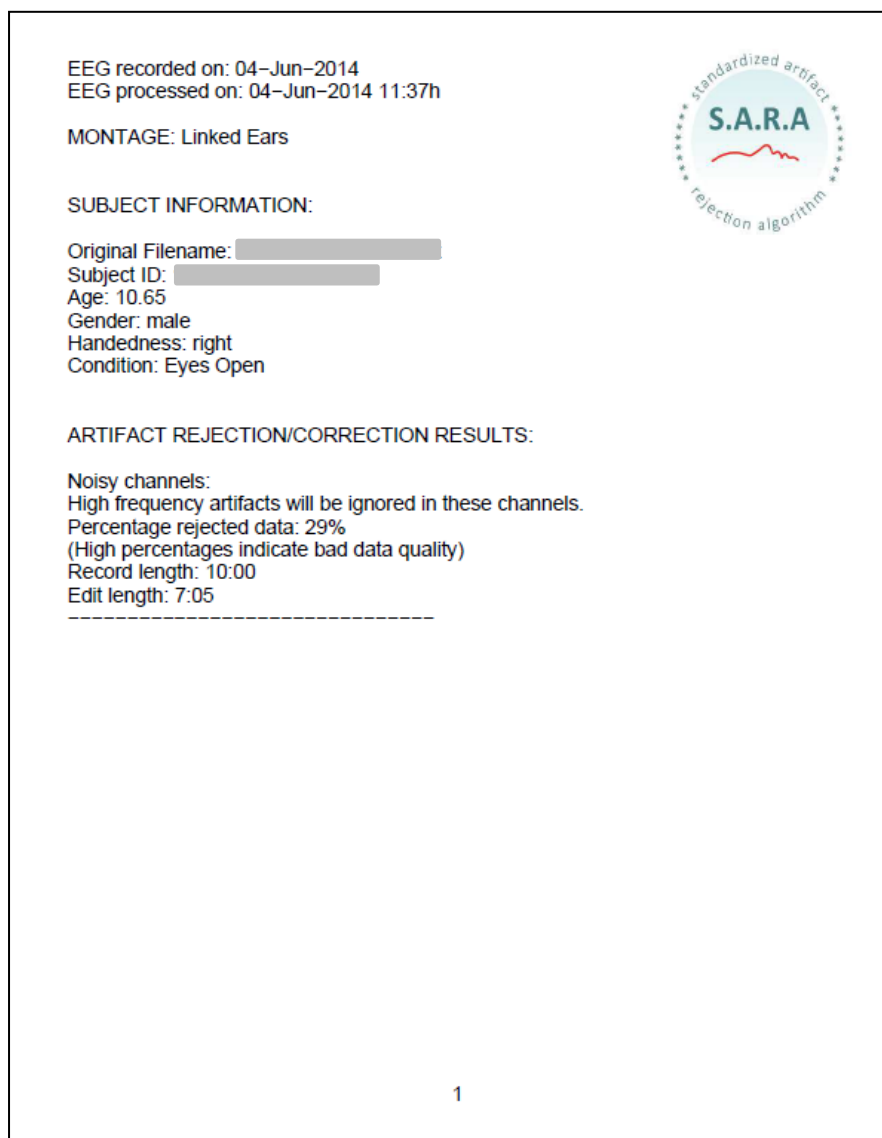 EEG recorded on: 04-Jun-2014
EEG processed on: 04-Jun-2014 11:37h
standardized artifact
S.A.R.A
rejection algorithm
MONTAGE: Linked Ears
SUBJECT INFORMATION:
Original Filename:
Subject ID:
Age: 10.65
Gender: male
Handedness: right
Condition: Eyes Open
ARTIFACT REJECTION/CORRECTION RESULTS:
Noisy channels:
High frequency artifacts will be ignored in these channels.
Percentage rejected data: 29%
(High percentages indicate bad data quality)
Record length: 10:00
Edit length: 7:05
-------------------------------
1